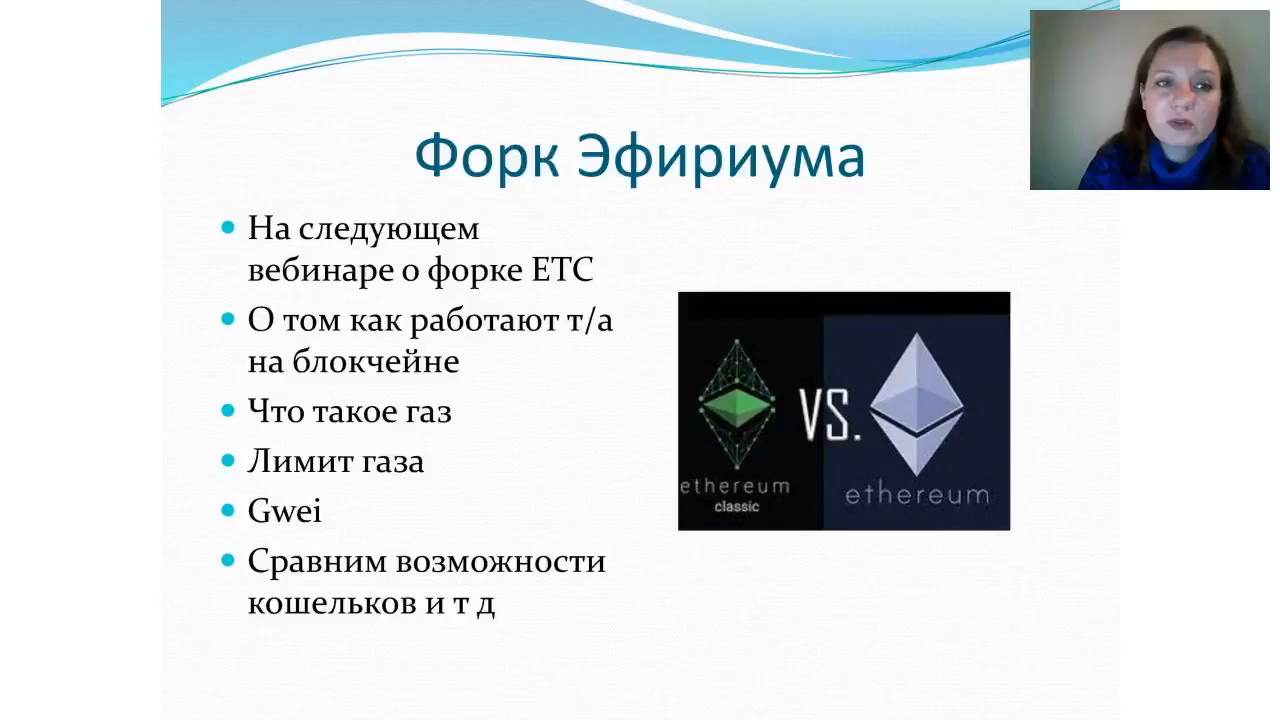 Форк Эфириума
На следующем
вебинаре о форке ETC
О том как работают т/а
на блокчейне
Что такое газ
Лимит газа
Gwei
Сравним возможности
кошельков и т д
VS.
ethereum
classic
ethereum